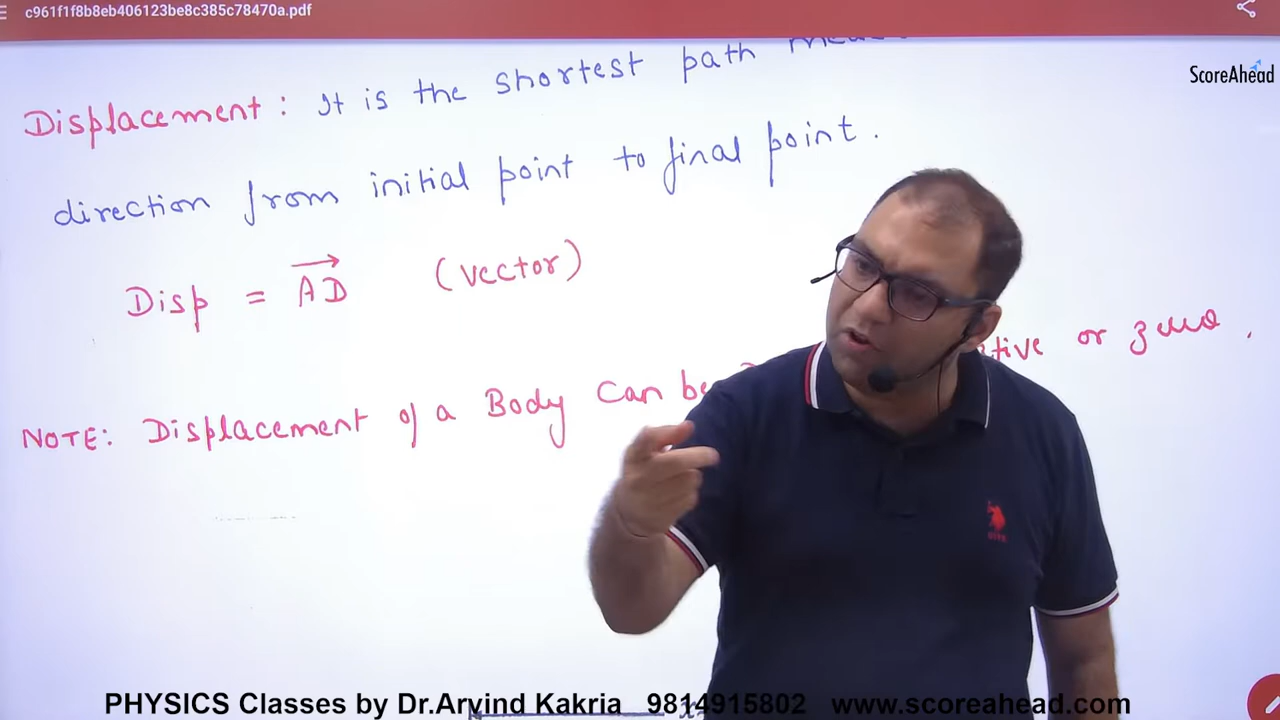 c961f1f8b8eb406123be8c385c78470a.pdf
ScoreAhead
Displacement : It is the shortest path
direction from initial point to final point.
Disp = AD (vector)
NOTE: Displacement of a Body can be or zero.
PHYSICS Classes by Dr.Arvind Kakria 9814915802 www.scoreahead.com